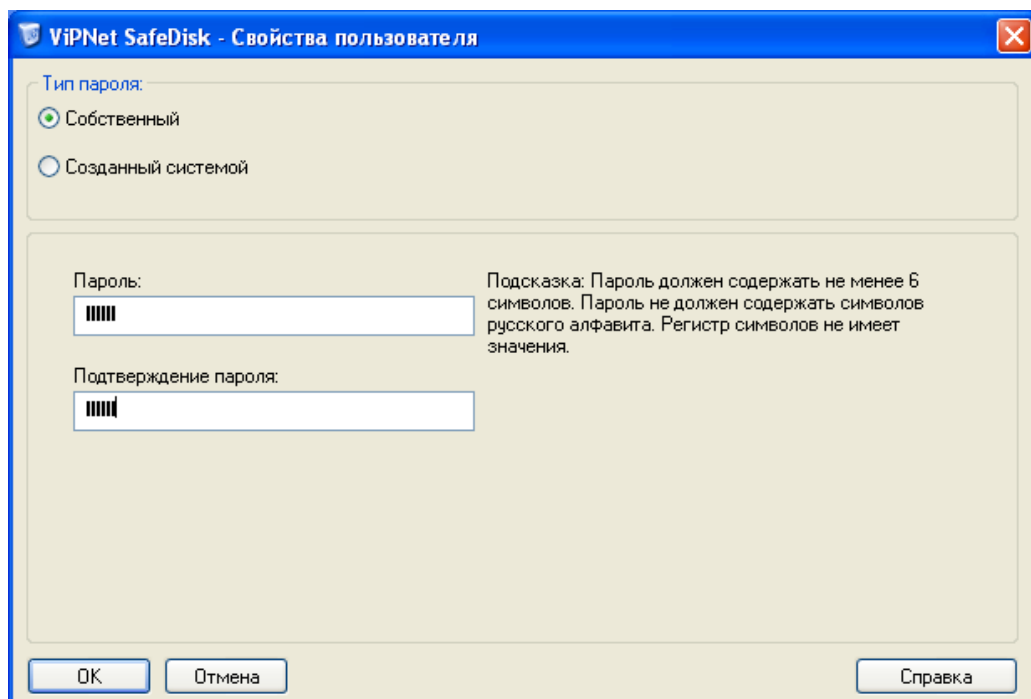 ViPNet SafeDisk - Свойства пользователя
Тип пароля:
Собственный
Созданный системой
Пароль:
Подсказка: Пароль должен содержать не менее 6
символов. Пароль не должен содержать символов
русского алфавита. Регистр символов не имеет
значения.
Подтверждение пароля:
OK
Отмена
Справка